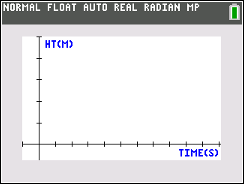 NORMAL FLOAT AUTO REAL RADIAN MP
HT(M)
TIME(S)